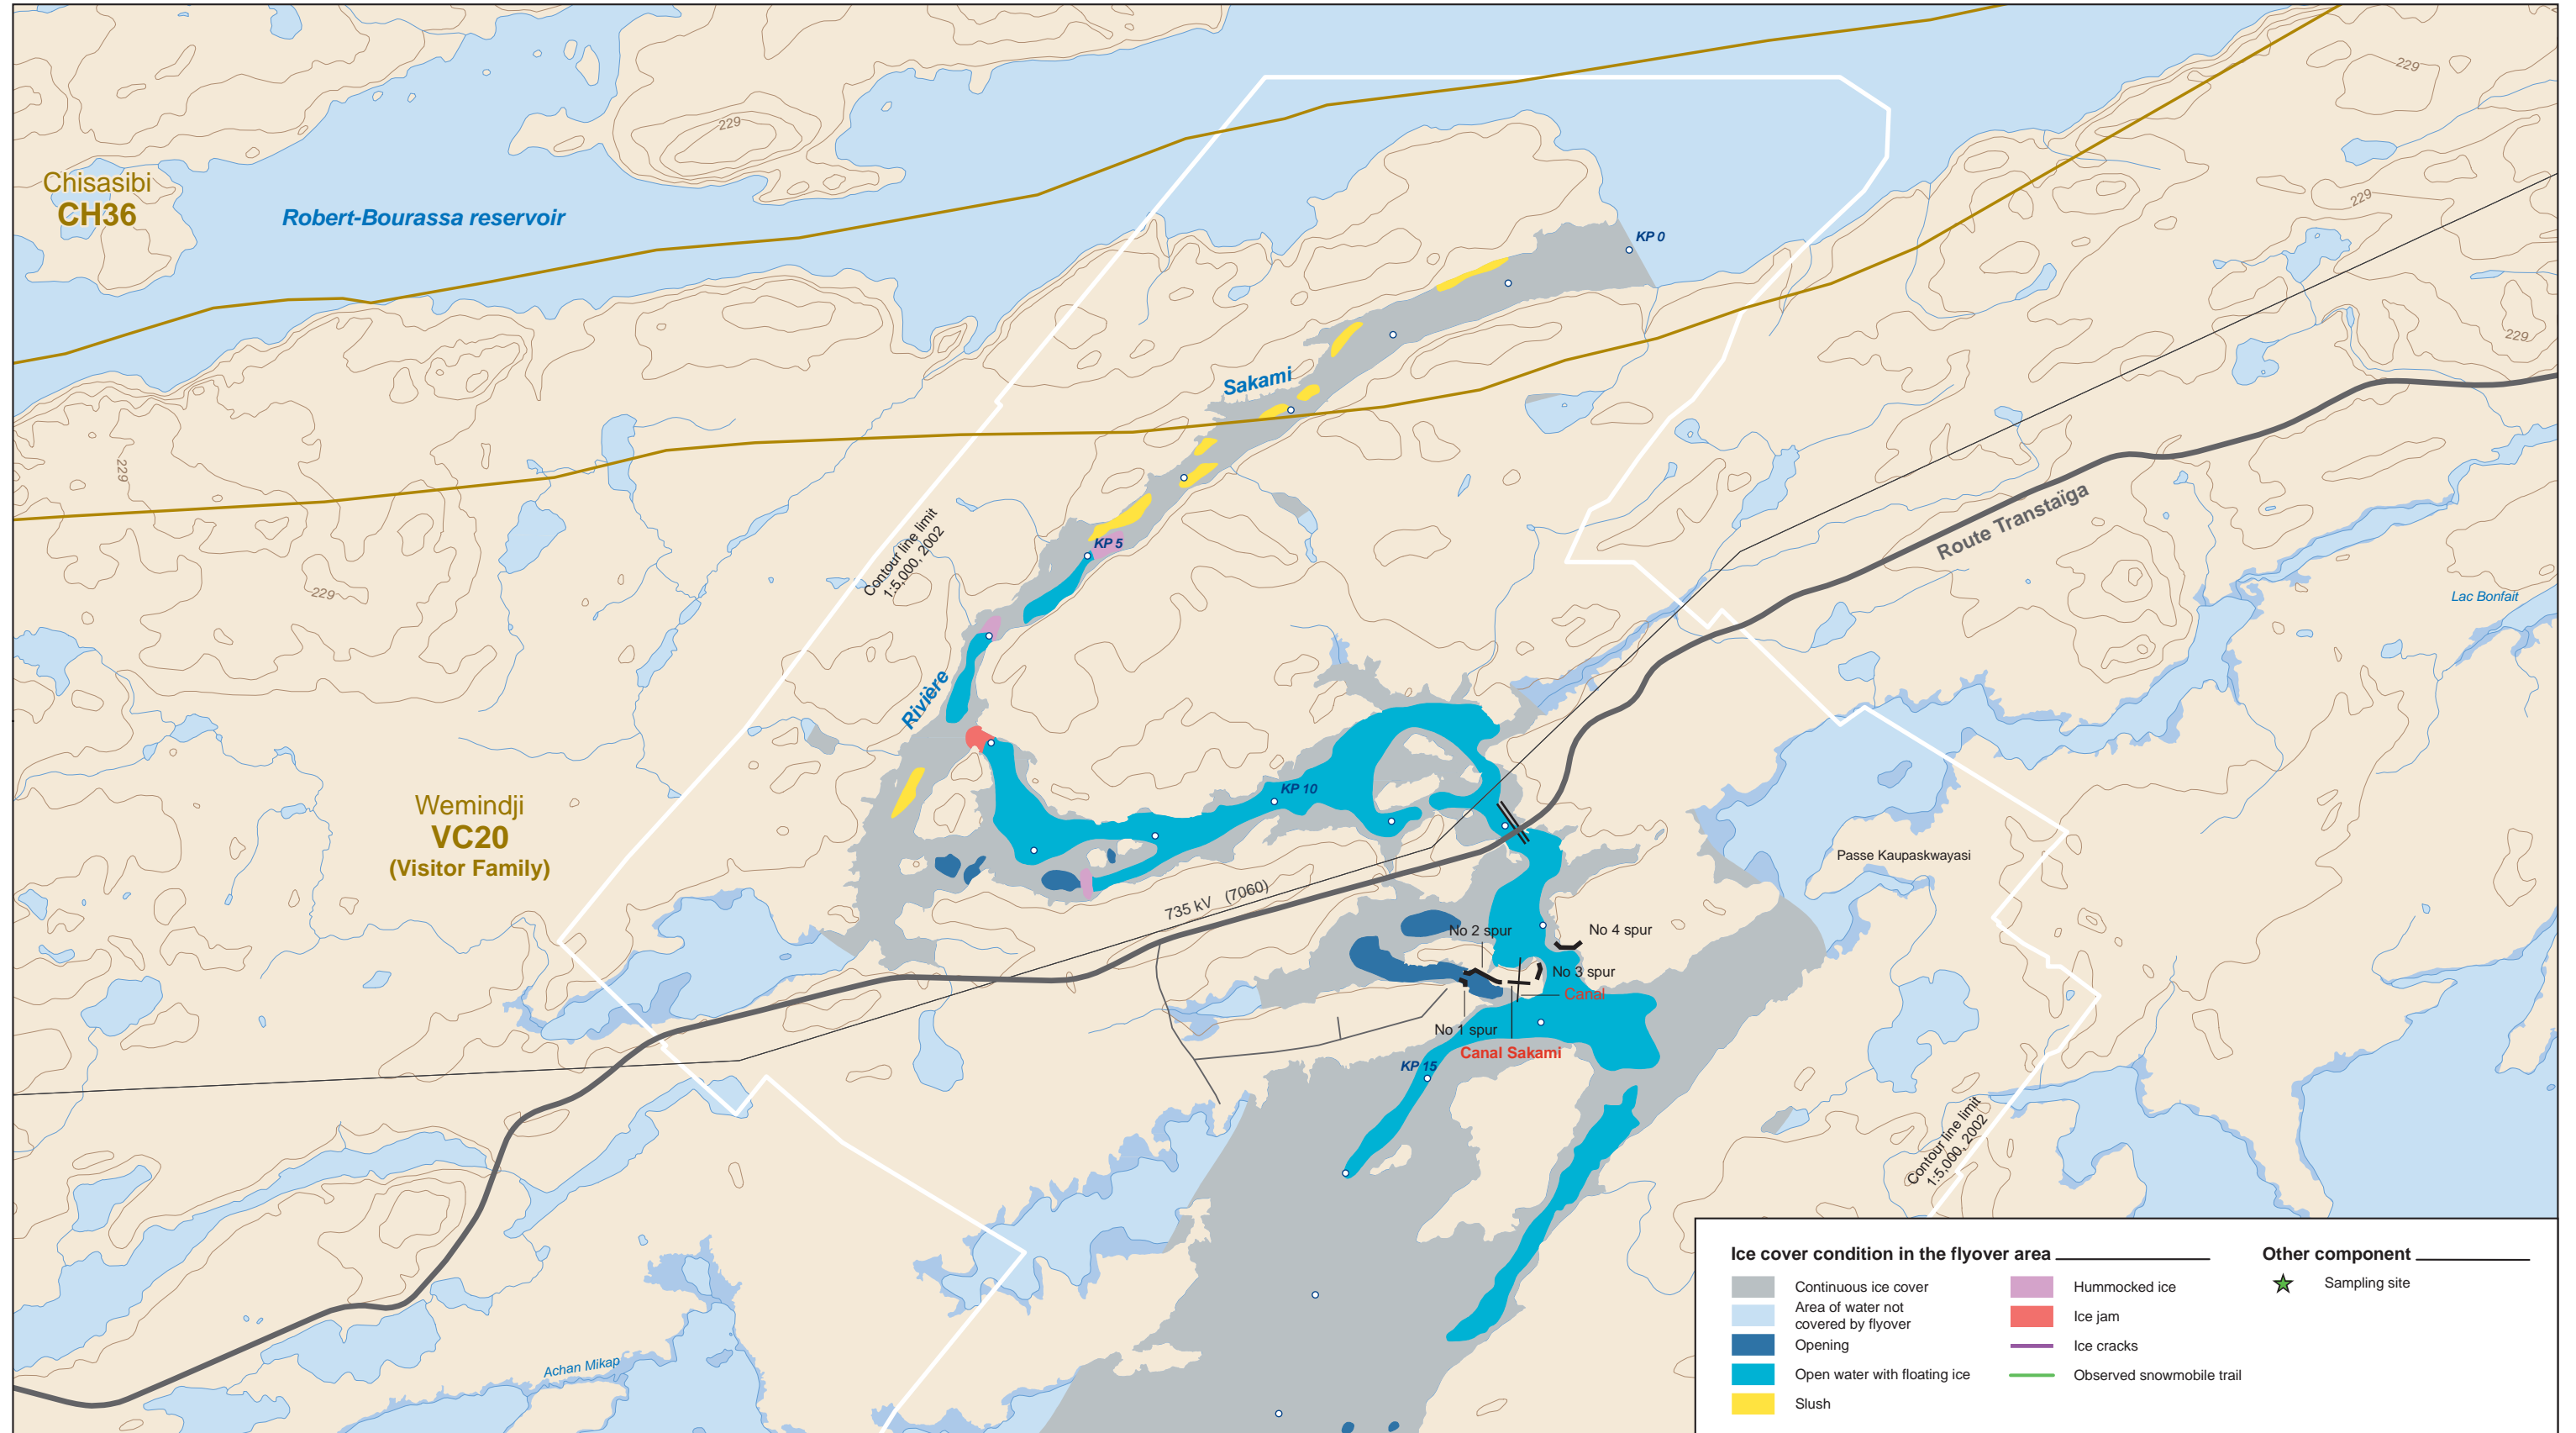 229
229
Chisasibi
CH36
Robert-Bourassa reservoir
229
KP 0
229
Sakami
229
Route Transtaïga
Contour line limit
1:5,000, 2002
KP 5
229
Lac Bonfait
Rivière
KP 10
Wemindji
VC20
(Visitor Family)
Passe Kaupaskwayasi
735 kV (7060)
No 2 spur
No 4 spur
No 3 spur
Canal
No 1 spur
Canal Sakami
KP 15
Contour line limit
1:5,000, 2002
Achan Mikap
Ice cover condition in the flyover area
Other component
Continuous ice cover
Hummocked ice
Sampling site
Area of water not
covered by flyover
Ice jam
Opening
Ice cracks
Open water with floating ice
Observed snowmobile trail
Slush